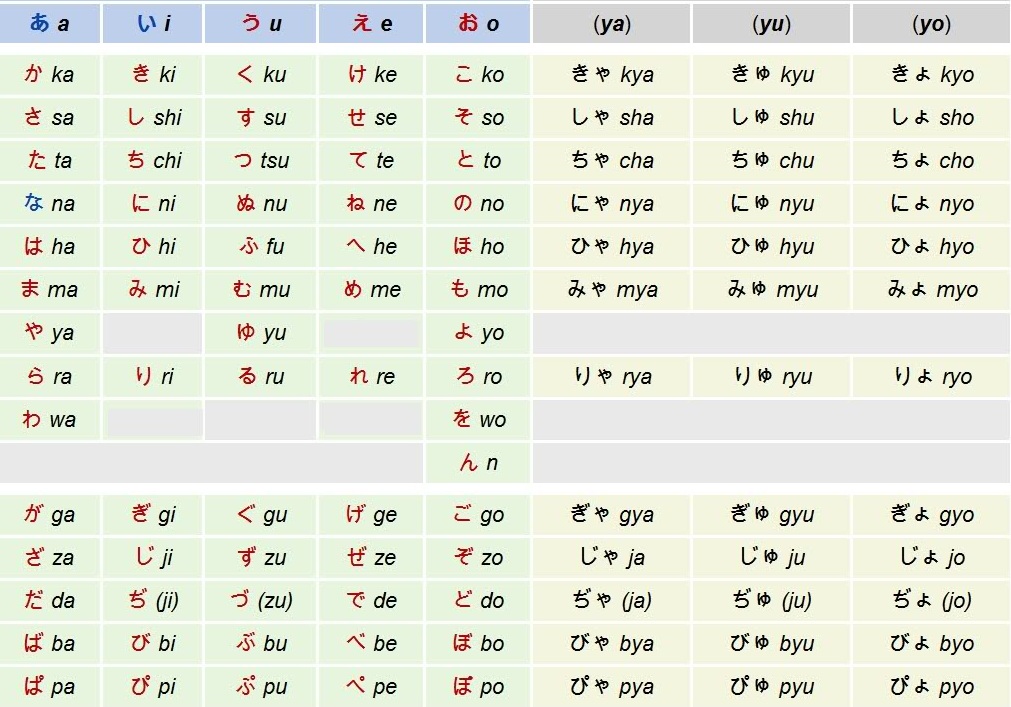 あ a い i う u え e お o (ya) (yu) (yo)
か ka き ki く ku け ke こ ko きゃ kya きゅ kyu きょ kyo
さ sa し shi す su せ se そ so しゃ sha しゅ shu しょ sho
た ta ち chi つ tsu て te と to ちゃ cha ちゅ chu ちょ cho
な na に ni ぬ nu ね ne の no にゃ nya にゅ nyu にょ nyo
は ha ひ hi ふ fu へ he ほ ho ひゃ hya ひゅ hyu ひょ hyo
ま ma み mi む mu め me も mo みゃ mya みゅ myu みょ myo
や ya ゆ yu よ yo
ら ra り ri る ru れ re ろ ro りゃ rya りゅ ryu りょ ryo
わ wa を wo
ん n
が ga ぎ gi ぐ gu げ ge ご go ぎゃ gya ぎゅ gyu ぎょ gyo
ざ za じ ji ず zu ぜ ze ぞ zo じゃ ja じゅ ju じょ jo
だ da ぢ (ji) づ (zu) で de ど do ぢゃ (ja) ぢゅ (ju) ぢょ (jo)
ば ba び bi ぶ bu べ be ぼ bo びゃ bya びゅ byu びょ byo
ぱ pa ぴ pi ぷ pu ぺ pe ぽ po ぴゃ pya ぴゅ pyu ぴょ pyo